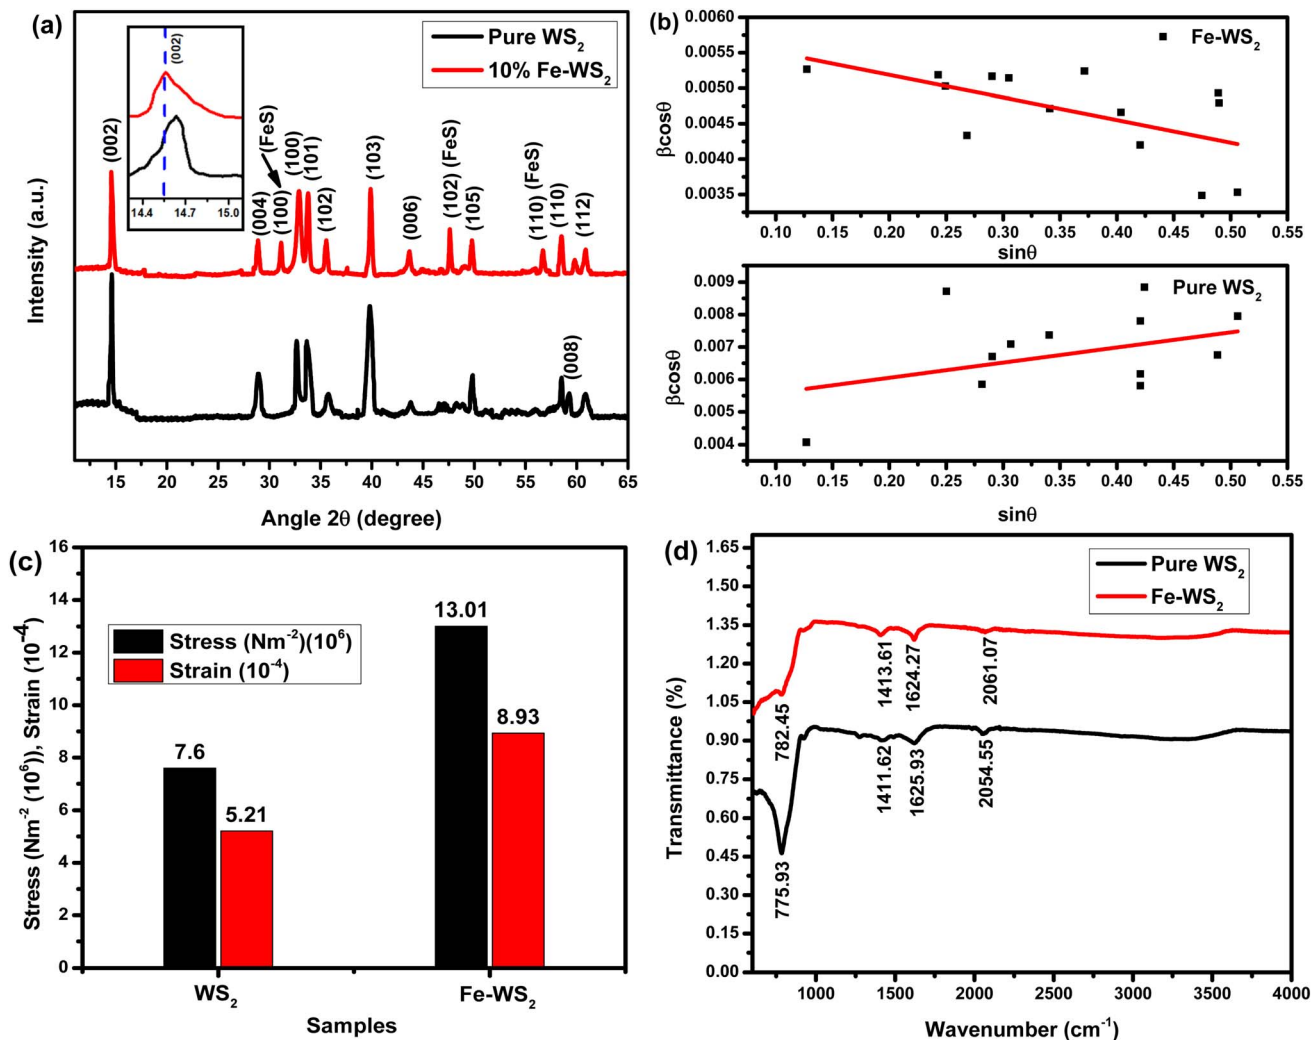 (a)
Pure WS₂
10% Fe-WS₂
(002)
14.4 14.7 15.0
(002)
(004)
(FeS)
(100)
(100)
(101)
(102)
(103)
(006)
(102) (FeS)
(105)
(110) (FeS)
(110)
(112)
(008)
Intensity (a.u.)
15 20 25 30 35 40 45 50 55 60 65
Angle 2θ (degree)
(b)
0.0060
0.0055
0.0050
0.0045
0.0040
0.0035
βcosθ
Fe-WS₂
0.10 0.15 0.20 0.25 0.30 0.35 0.40 0.45 0.50 0.55
sinθ
0.009
0.008
0.007
0.006
0.005
0.004
βcosθ
Pure WS₂
0.10 0.15 0.20 0.25 0.30 0.35 0.40 0.45 0.50 0.55
sinθ
(c)
16
14
12
10
8
6
4
2
0
Stress (Nm⁻² (10⁶)), Strain (10⁻⁴)
Stress (Nm⁻²)(10⁶)
Strain (10⁻⁴)
7.6
5.21
13.01
8.93
WS₂ Fe-WS₂
Samples
(d)
1.65
1.50
1.35
1.20
1.05
0.90
0.75
0.60
0.45
0.30
0.15
0.00
Transmittance (%)
Pure WS₂
Fe-WS₂
782.45
1413.61
1624.27
2061.07
775.93
1411.62
1625.93
2054.55
1000 1500 2000 2500 3000 3500 4000
Wavenumber (cm⁻¹)